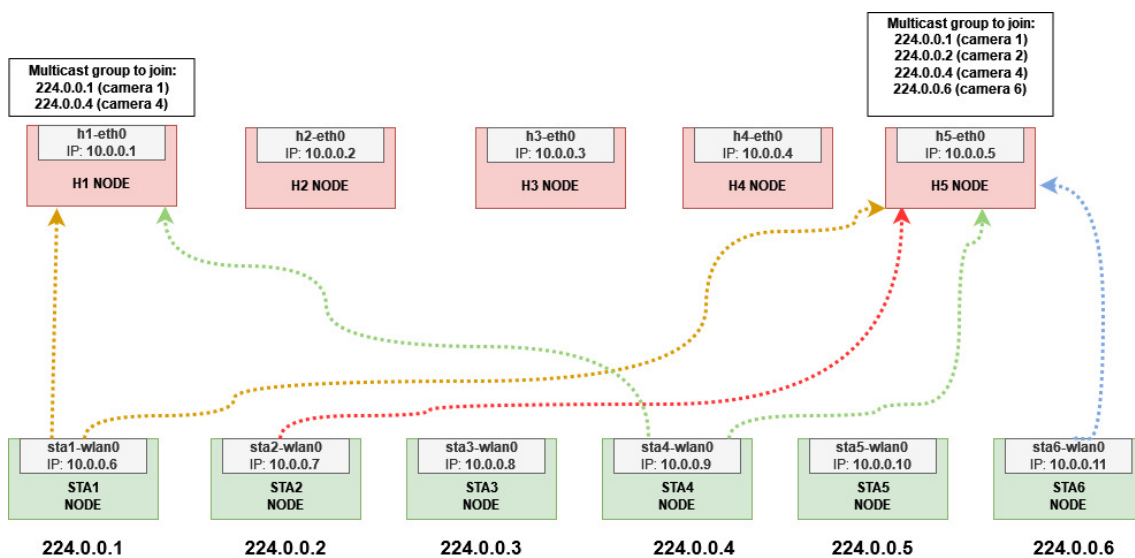 Multicast group to join:
224.0.0.1 (camera 1)
224.0.0.4 (camera 4)
Multicast group to join:
224.0.0.1 (camera 1)
224.0.0.2 (camera 2)
224.0.0.4 (camera 4)
224.0.0.6 (camera 6)
h1-eth0
IP: 10.0.0.1
H1 NODE
h2-eth0
IP: 10.0.0.2
H2 NODE
h3-eth0
IP: 10.0.0.3
H3 NODE
h4-eth0
IP: 10.0.0.4
H4 NODE
h5-eth0
IP: 10.0.0.5
H5 NODE
sta1-wlan0
IP: 10.0.0.6
STA1
NODE
sta2-wlan0
IP: 10.0.0.7
STA2
NODE
sta3-wlan0
IP: 10.0.0.8
STA3
NODE
sta4-wlan0
IP: 10.0.0.9
STA4
NODE
sta5-wlan0
IP: 10.0.0.10
STA5
NODE
sta6-wlan0
IP: 10.0.0.11
STA6
NODE
224.0.0.1
224.0.0.2
224.0.0.3
224.0.0.4
224.0.0.5
224.0.0.6